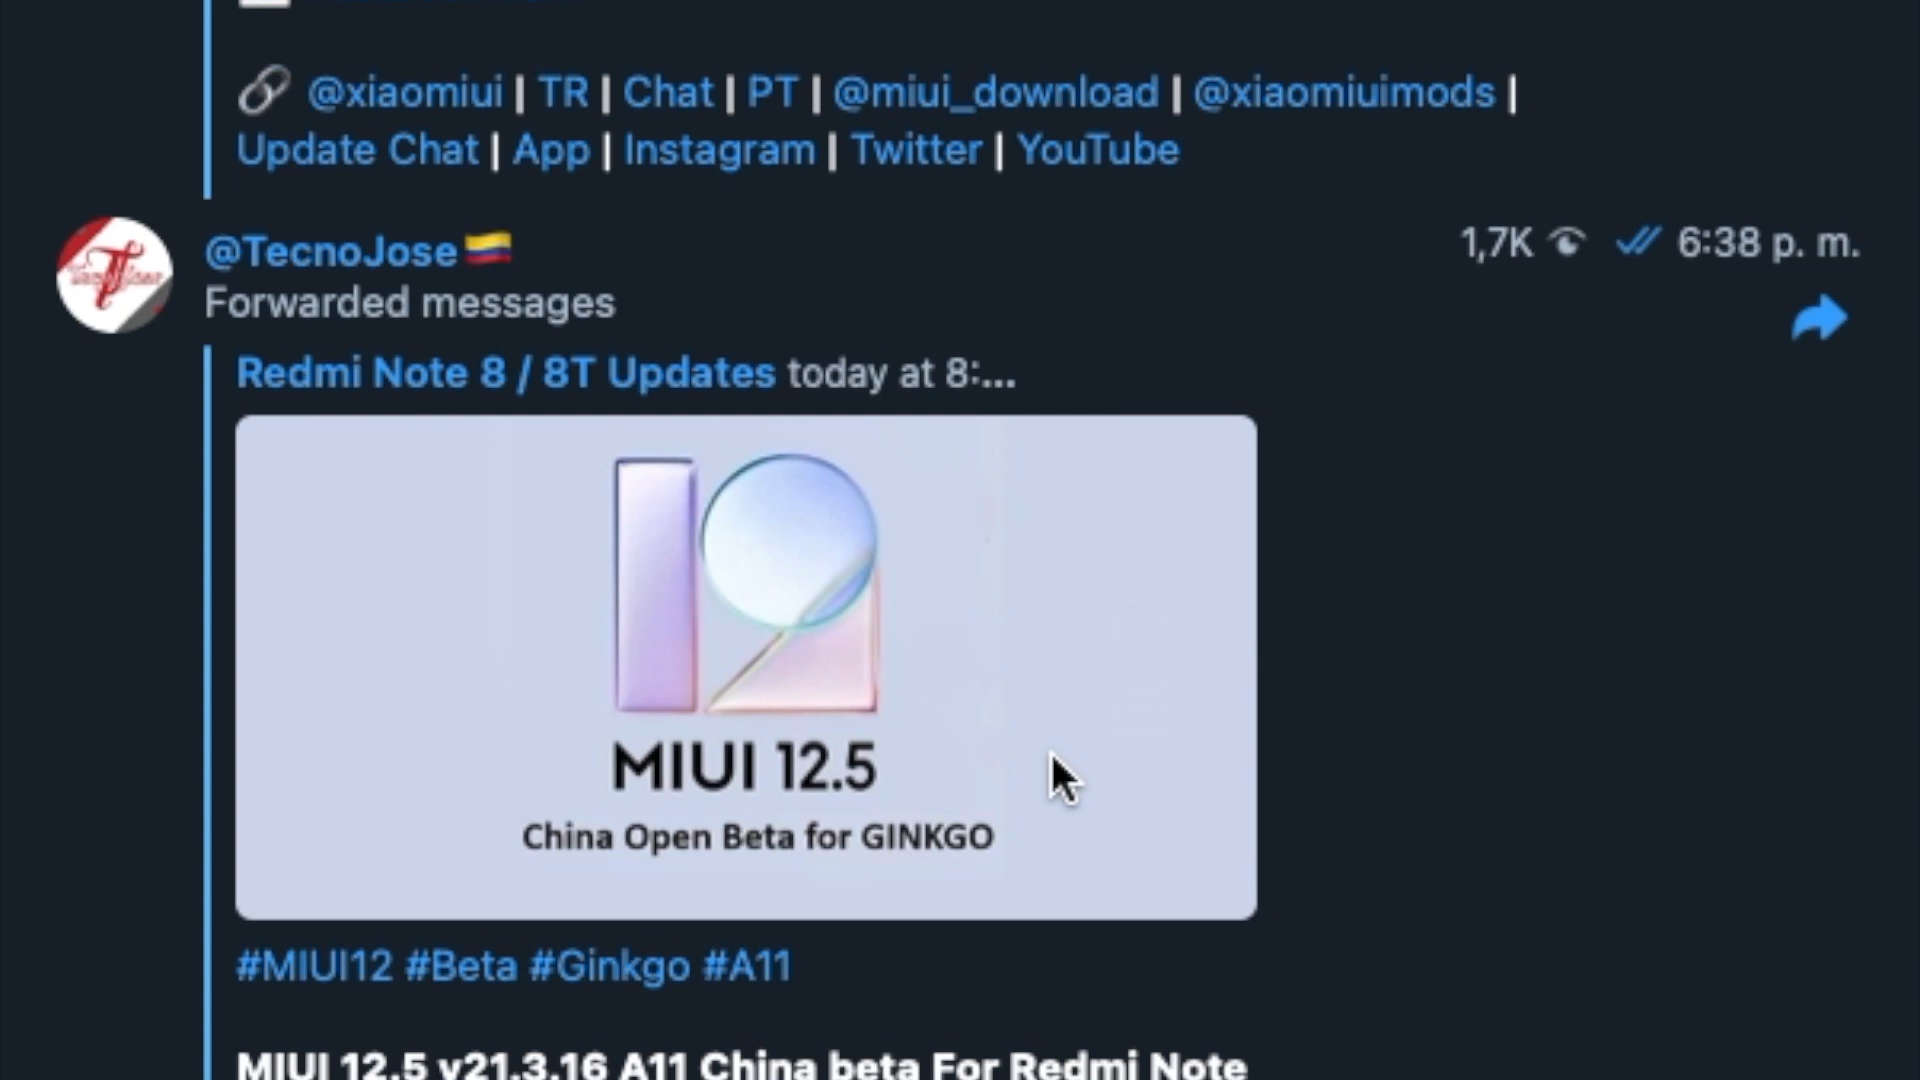 @xiaomiui | TR | Chat | PT | @miui_download | @xiaomiuimods |
Update Chat | App | Instagram | Twitter | YouTube
@TecnoJose🇨🇴
1,7K
6:38 p. m.
Forwarded messages
Redmi Note 8 / 8T Updates today at 8:...
MIUI 12.5
China Open Beta for GINKGO
#MIUI12 #Beta #Ginkgo #A11
MIUI 12.5 v21.3.16 A11 China beta For Redmi Note